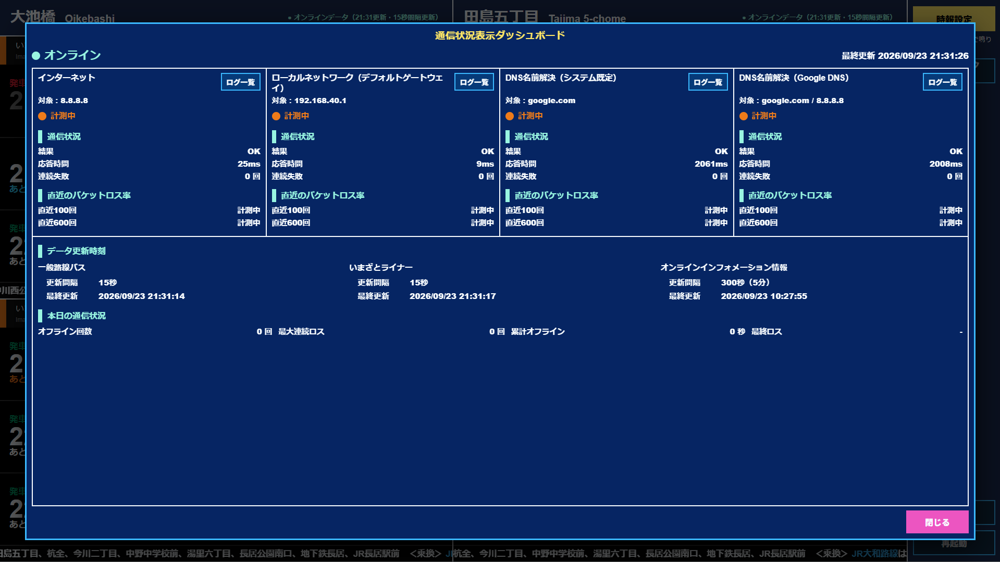 大池橋 Oikebashi
● オンラインデータ（21:31更新・15秒間隔更新）
田島五丁目 Tajima 5-chome
● オンラインデータ（21:31更新・15秒間隔更新）
時報設定
で鳴り
通信状況表示ダッシュボード
● オンライン
最終更新 2026/09/23 21:31:26
インターネット
ログ一覧
対象：8.8.8.8
計測中
通信状況
結果 OK
応答時間 25ms
連続失敗 0 回
直近のパケットロス率
直近100回 計測中
直近600回 計測中
ローカルネットワーク（デフォルトゲートウェイ）
ログ一覧
対象：192.168.40.1
計測中
通信状況
結果 OK
応答時間 9ms
連続失敗 0 回
直近のパケットロス率
直近100回 計測中
直近600回 計測中
DNS名前解決（システム既定）
ログ一覧
対象：google.com
計測中
通信状況
結果 OK
応答時間 2061ms
連続失敗 0 回
直近のパケットロス率
直近100回 計測中
直近600回 計測中
DNS名前解決（Google DNS）
ログ一覧
対象：google.com / 8.8.8.8
計測中
通信状況
結果 OK
応答時間 2008ms
連続失敗 0 回
直近のパケットロス率
直近100回 計測中
直近600回 計測中
データ更新時刻
一般路線バス
更新間隔 15秒
最終更新 2026/09/23 21:31:14
いまざとライナー
更新間隔 15秒
最終更新 2026/09/23 21:31:17
オンラインインフォメーション情報
更新間隔 300秒（5分）
最終更新 2026/09/23 10:27:55
本日の通信状況
オフライン回数 0 回 最大連続ロス 0 回 累計オフライン 0 秒 最終ロス -
閉じる
再起動
田島五丁目、杭全、今川二丁目、中野中学校前、湯里六丁目、長居公園南口、地下鉄長居、JR長居駅前 ＜乗換＞
杭全、今川二丁目、中野中学校前、湯里六丁目、長居公園南口、地下鉄長居、JR長居駅前 ＜乗換＞ JR大和路線は